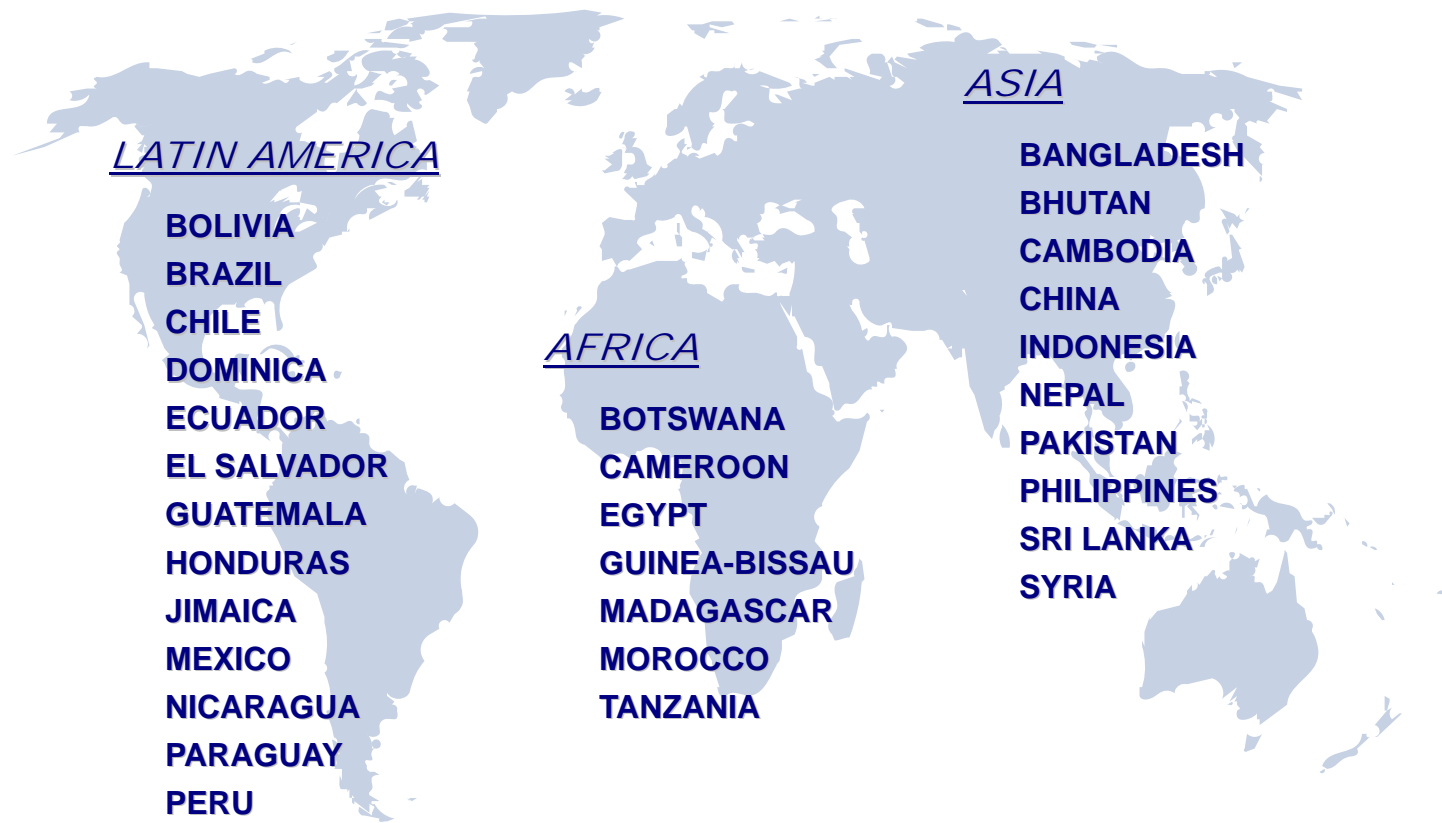 LATIN AMERICA
BOLIVIA
BRAZIL
CHILE
DOMINICA
ECUADOR
EL SALVADOR
GUATEMALA
HONDURAS
JIMAICA
MEXICO
NICARAGUA
PARAGUAY
PERU
AFRICA
BOTSWANA
CAMEROON
EGYPT
GUINEA-BISSAU
MADAGASCAR
MOROCCO
TANZANIA
ASIA
BANGLADESH
BHUTAN
CAMBODIA
CHINA
INDONESIA
NEPAL
PAKISTAN
PHILIPPINES
SRI LANKA
SYRIA